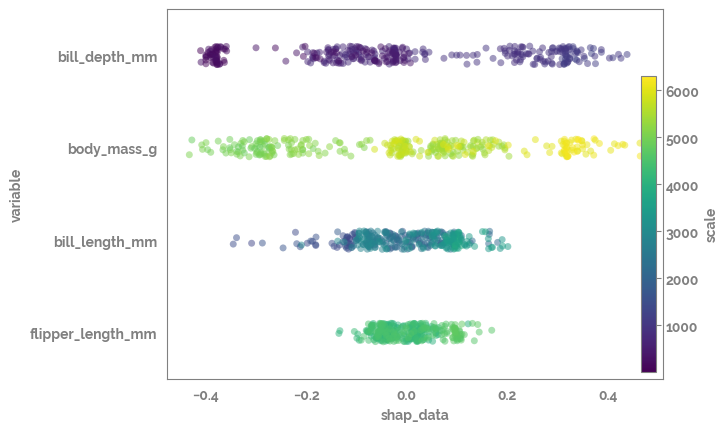 bill_depth_mm
body_mass_g
bill_length_mm
flipper_length_mm
variable
−0.4 −0.2 0.0 0.2 0.4
shap_data
6000
5000
4000
3000
2000
1000
scale